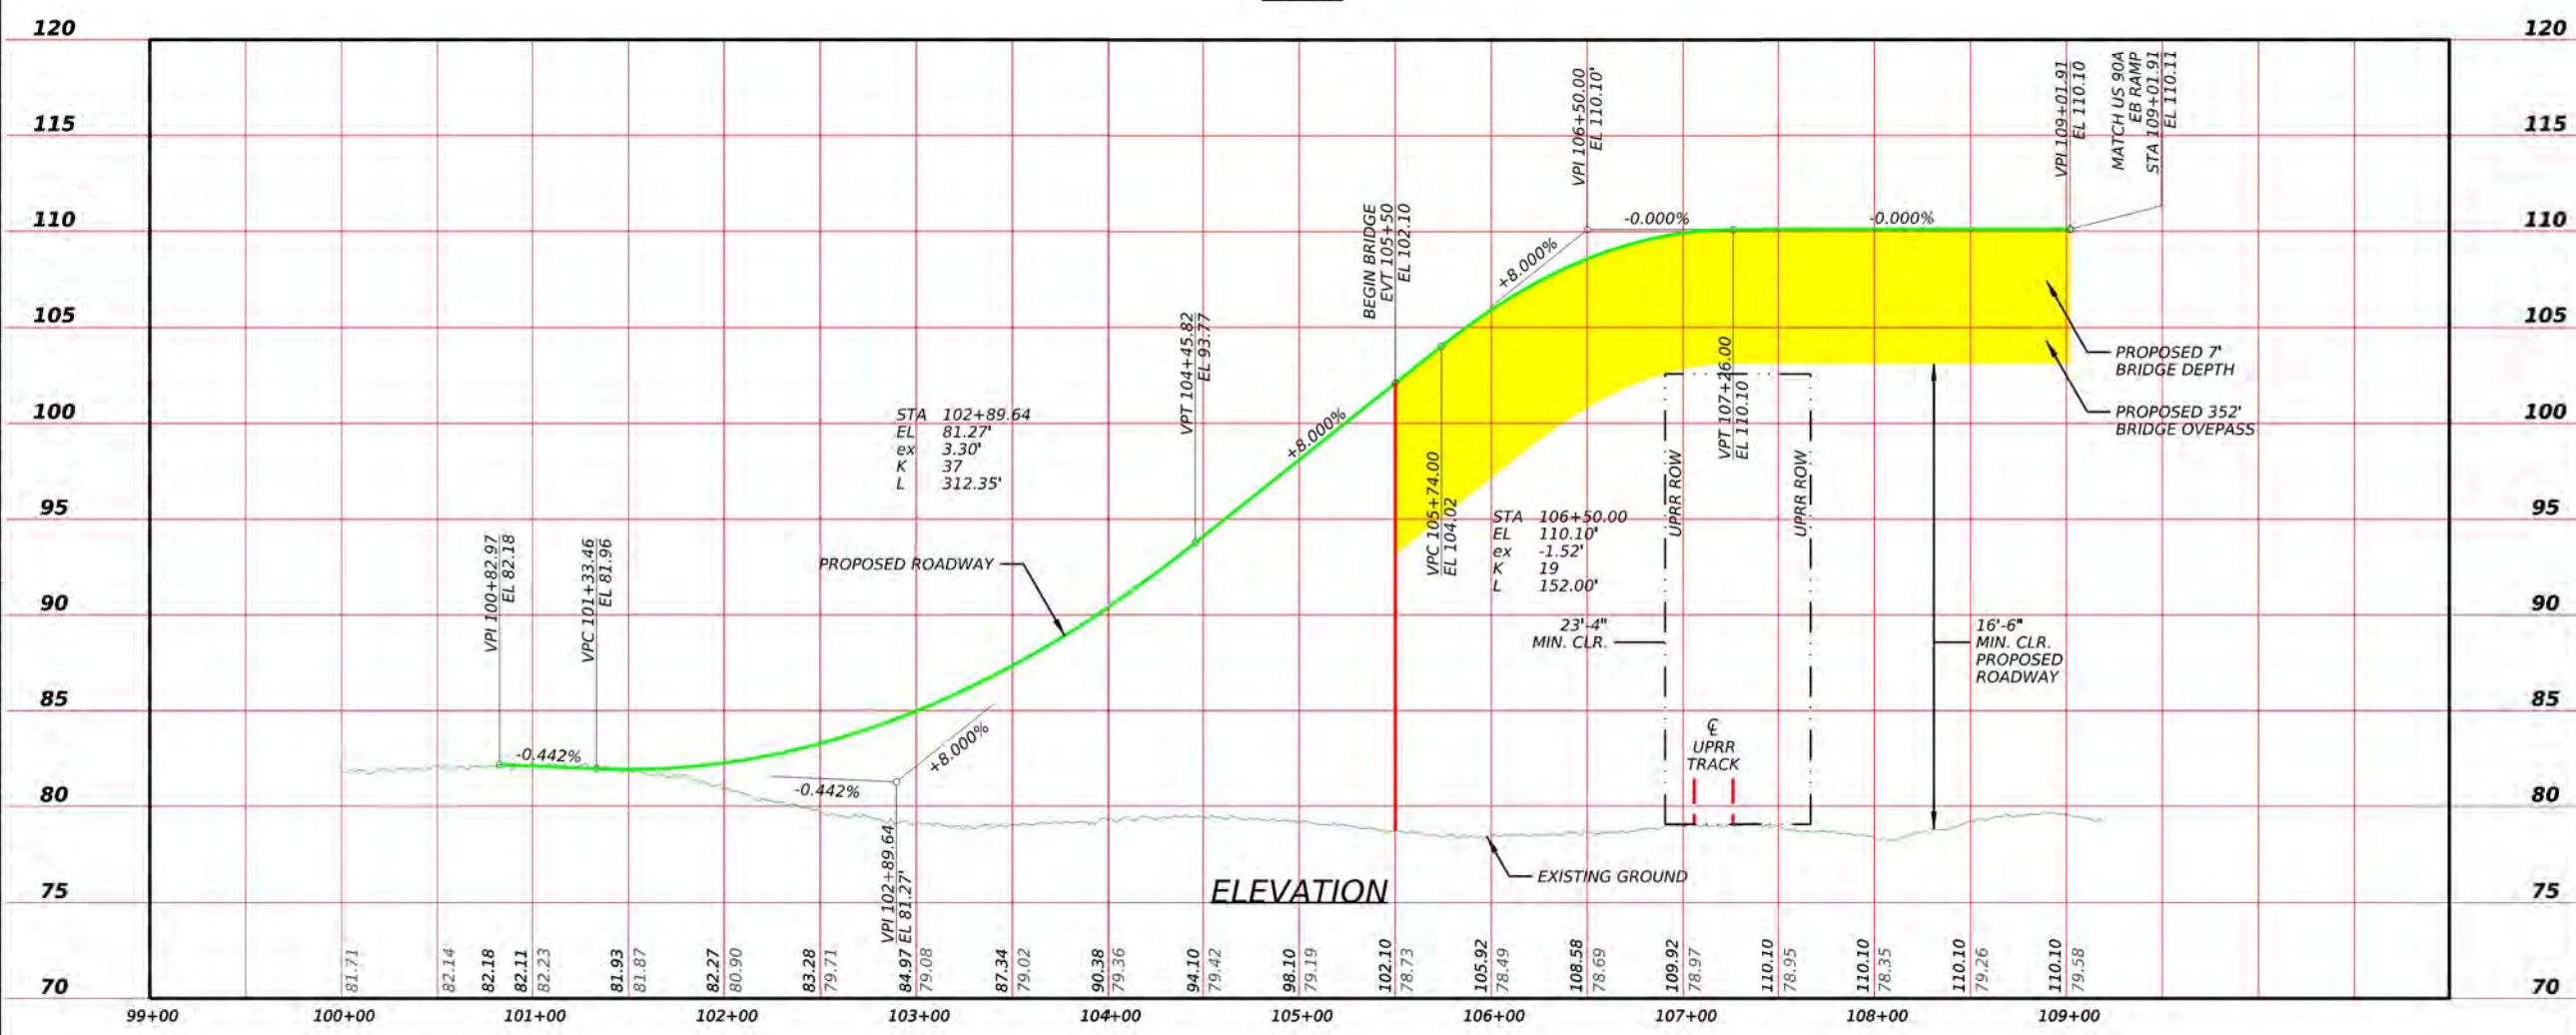 120
115
110
105
100
95
90
85
80
75
70
120
115
110
105
100
95
90
85
80
75
70
VPI 100+82.97
EL 82.18
VPC 101+33.46
EL 81.96
-0.442%
-0.442%
+8.000%
VPI 102+89.64
EL 81.27'
STA 102+89.64
EL 81.27'
ex 3.30'
K 37
L 312.35'
PROPOSED ROADWAY
VPT 104+45.82
EL 93.77
+8.000%
BEGIN BRIDGE
EVT 105+50
EL 102.10
VPC 105+74.00
EL 104.02
+8.000%
VPI 106+50.00
EL 110.10'
-0.000%
-0.000%
STA 106+50.00
EL 110.10'
ex -1.52'
K 19
L 152.00'
23'-4"
MIN. CLR.
UPRR ROW
VPT 107+26.00
EL 110.10
UPRR ROW
℄
UPRR
TRACK
16'-6"
MIN. CLR.
PROPOSED
ROADWAY
VPI 109+01.91
EL 110.10
MATCH US 90A
EB RAMP
STA 109+01.91
EL 110.11
PROPOSED 7'
BRIDGE DEPTH
PROPOSED 352'
BRIDGE OVEPASS
EXISTING GROUND
ELEVATION
81.71
82.14
82.18
82.11
82.23
81.93
81.87
82.27
80.90
83.28
79.71
84.97
79.08
87.34
79.02
90.38
79.36
94.10
79.42
98.10
79.19
102.10
78.73
105.92
78.49
108.58
78.69
109.92
78.97
110.10
78.95
110.10
78.35
110.10
79.26
110.10
79.58
99+00
100+00
101+00
102+00
103+00
104+00
105+00
106+00
107+00
108+00
109+00